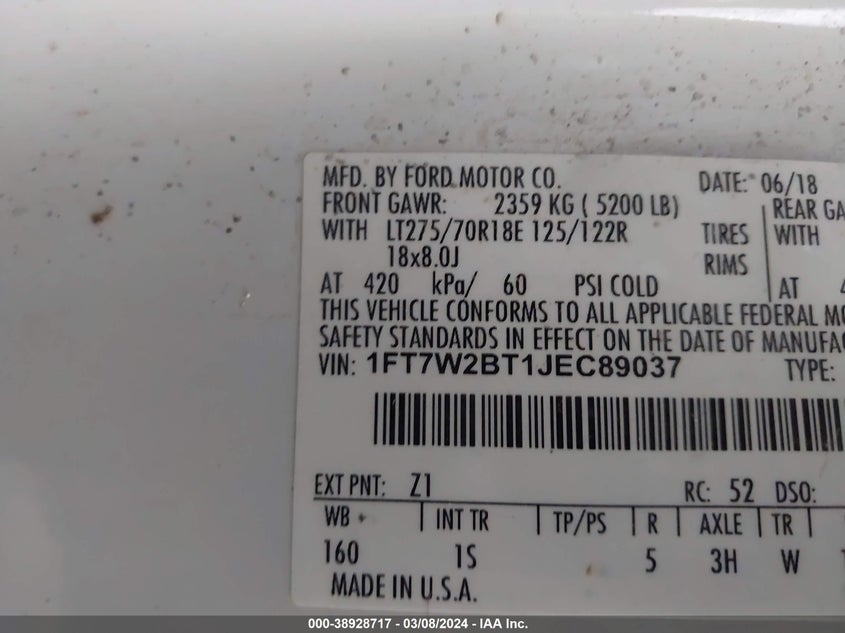 MFD. BY FORD MOTOR CO. DATE: 06/18
FRONT GAWR: 2359 KG ( 5200 LB) REAR GA
WITH LT275/70R18E 125/122R TIRES WITH
18x8.0J RIMS
AT 420 kPa/ 60 PSI COLD AT 4
THIS VEHICLE CONFORMS TO ALL APPLICABLE FEDERAL MO
SAFETY STANDARDS IN EFFECT ON THE DATE OF MANUFA
VIN: 1FT7W2BT1JEC89037 TYPE:
EXT PNT: Z1 RC: 52 DSO:
WB INT TR TP/PS R AXLE TR
160 1S 5 3H W
MADE IN U.S.A.
000-38928717 - 03/08/2024 - IAA Inc.